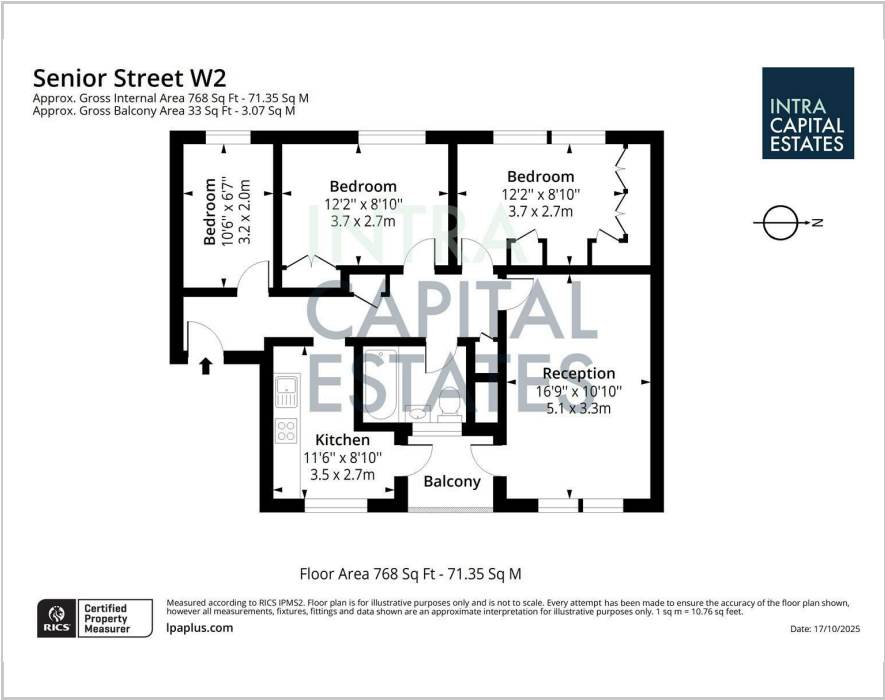 Senior Street W2
Approx. Gross Internal Area 768 Sq Ft - 71.35 Sq M
Approx. Gross Balcony Area 33 Sq Ft - 3.07 Sq M
INTRA
CAPITAL
ESTATES
N
Bedroom
10'6" x 6'7"
3.2 x 2.0m
Bedroom
12'2" x 8'10"
3.7 x 2.7m
Bedroom
12'2" x 8'10"
3.7 x 2.7m
INTRA
CAPITAL
ESTATES
Reception
16'9" x 10'10"
5.1 x 3.3m
Kitchen
11'6" x 8'10"
3.5 x 2.7m
Balcony
Floor Area 768 Sq Ft - 71.35 Sq M
RICS
Certified
Property
Measurer
Measured according to RICS IPMS2. Floor plan is for illustrative purposes only and is not to scale. Every attempt has been made to ensure the accuracy of the floor plan shown,
however all measurements, fixtures, fittings and data shown are an approximate interpretation for illustrative purposes only. 1 sq m = 10.76 sq feet.
lpaplus.com
Date: 17/10/2025